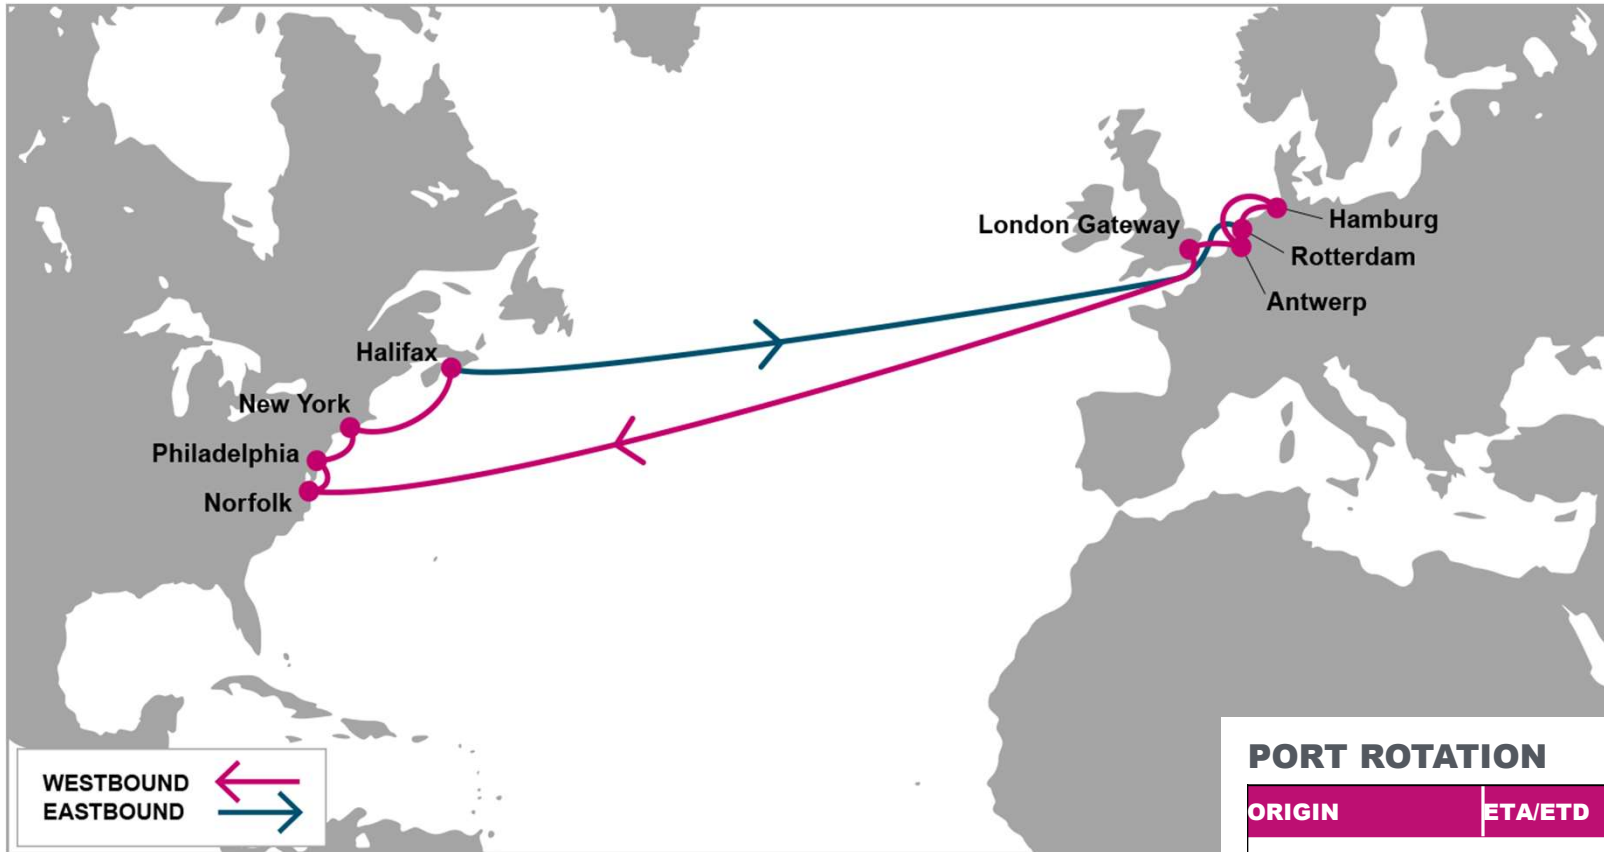 London Gateway
Hamburg
Rotterdam
Antwerp
Halifax
New York
Philadelphia
Norfolk
WESTBOUND
EASTBOUND
PORT ROTATION
ORIGIN ETA/ETD